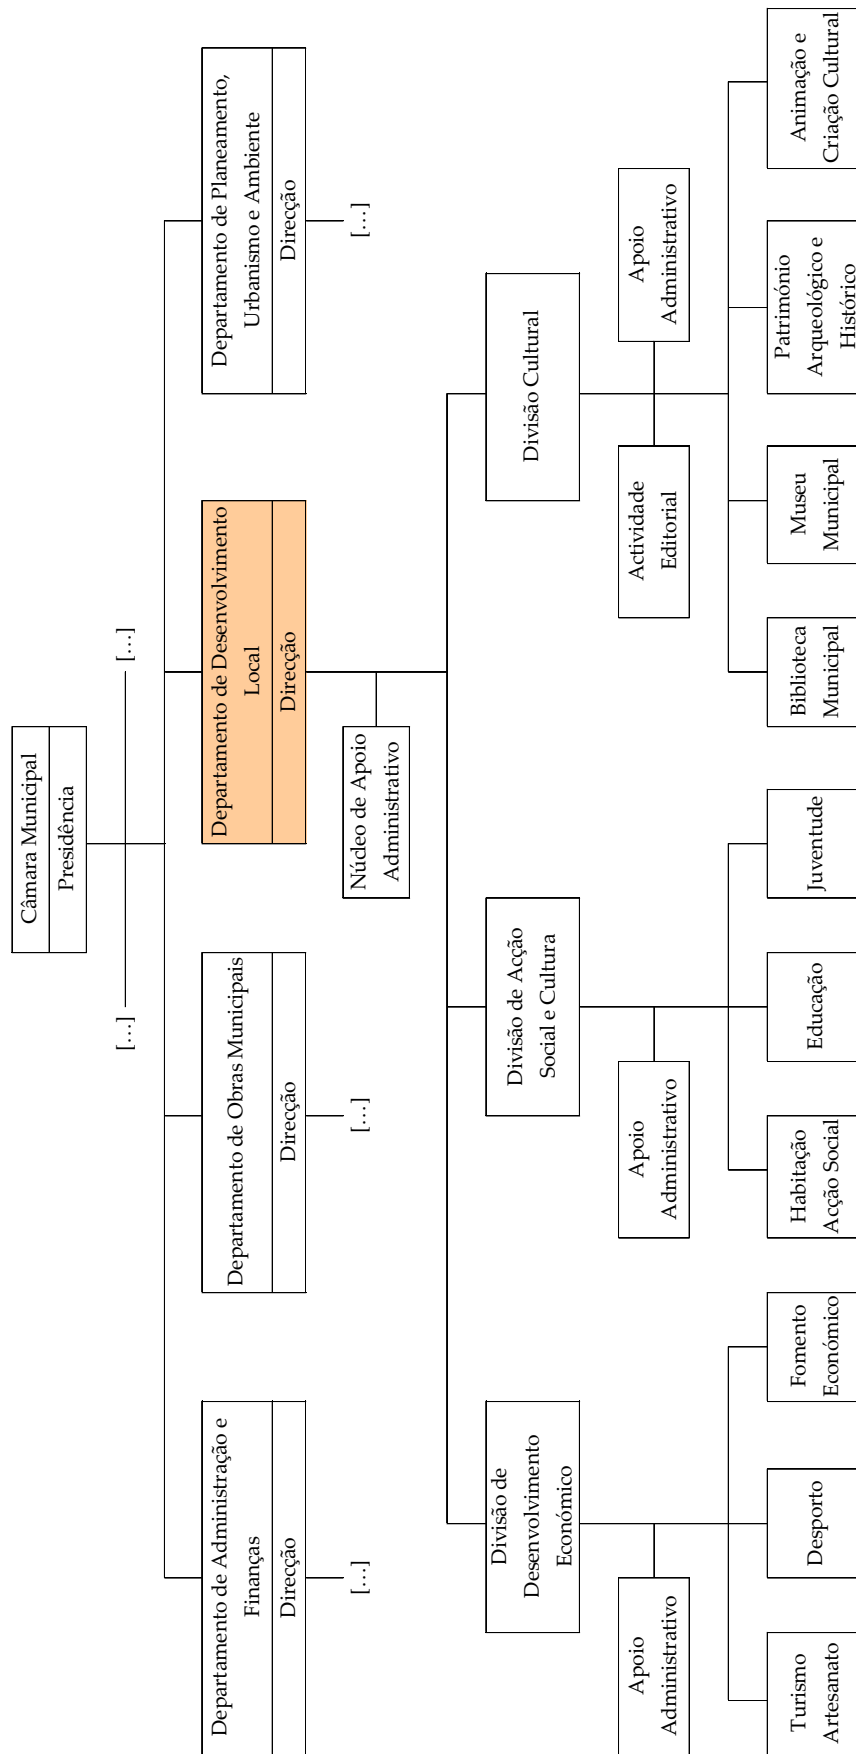 Câmara Municipal
Presidência
[…]
[…]
Departamento de Administração e
Finanças
Direcção
[…]
Departamento de Obras Municipais
Direcção
[…]
Departamento de Desenvolvimento
Local
Direcção
Departamento de Planeamento,
Urbanismo e Ambiente
Direcção
[…]
Núcleo de Apoio
Administrativo
Divisão de
Desenvolvimento
Económico
Divisão de Acção
Social e Cultura
Divisão Cultural
Apoio
Administrativo
Apoio
Administrativo
Actividade
Editorial
Apoio
Administrativo
Turismo
Artesanato
Desporto
Fomento
Económico
Habitação
Acção Social
Educação
Juventude
Biblioteca
Municipal
Museu
Municipal
Património
Arqueológico e
Histórico
Animação e
Criação Cultural